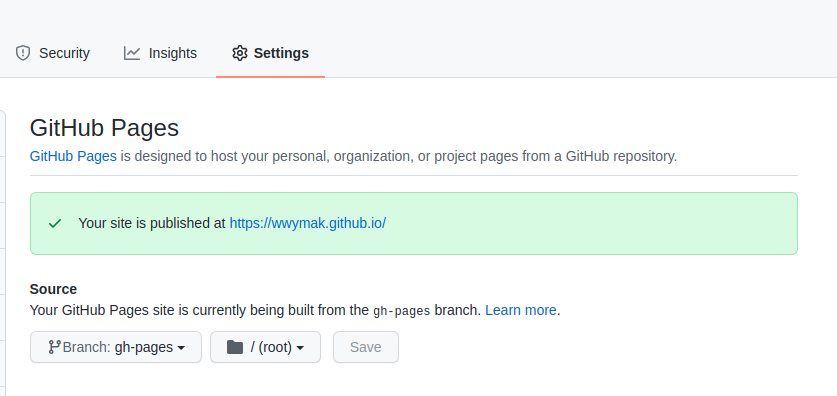 Security Insights Settings
GitHub Pages
GitHub Pages is designed to host your personal, organization, or project pages from a GitHub repository.
Your site is published at https://wwymak.github.io/
Source
Your GitHub Pages site is currently being built from the gh-pages branch. Learn more.
Branch: gh-pages / (root) Save